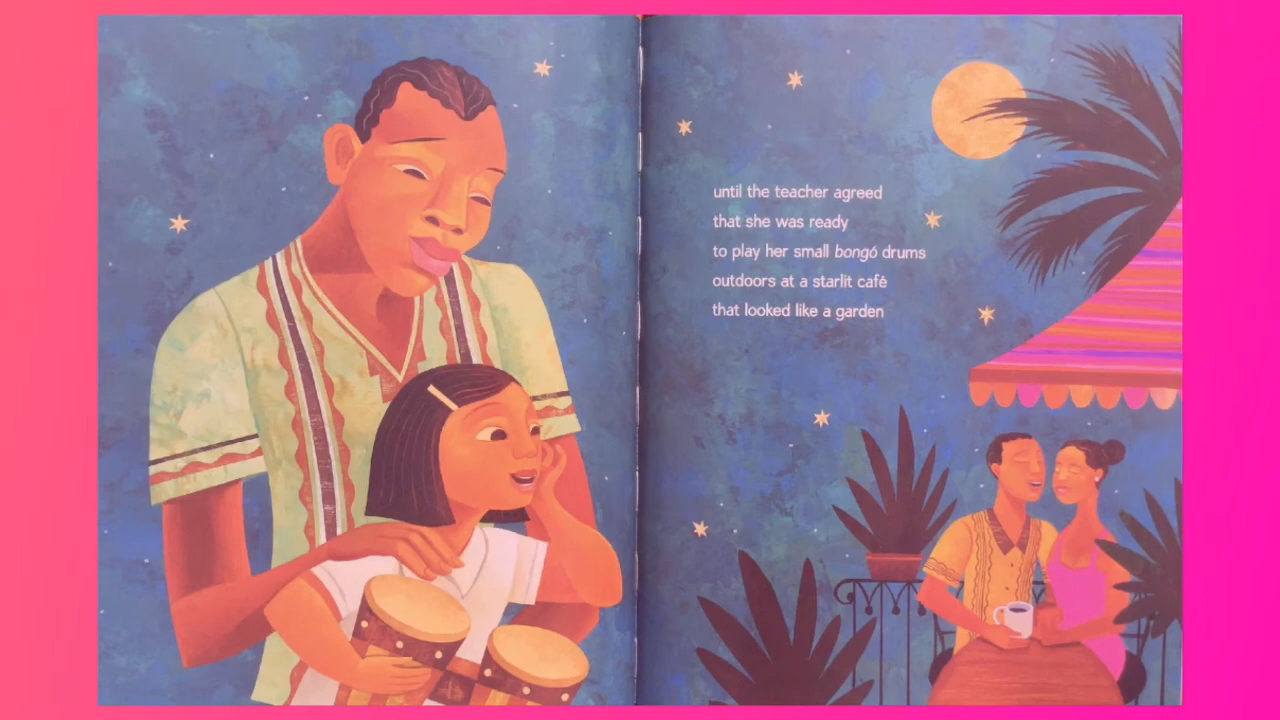 until the teacher agreed
that she was ready
to play her small bongó drums
outdoors at a starlit café
that looked like a garden